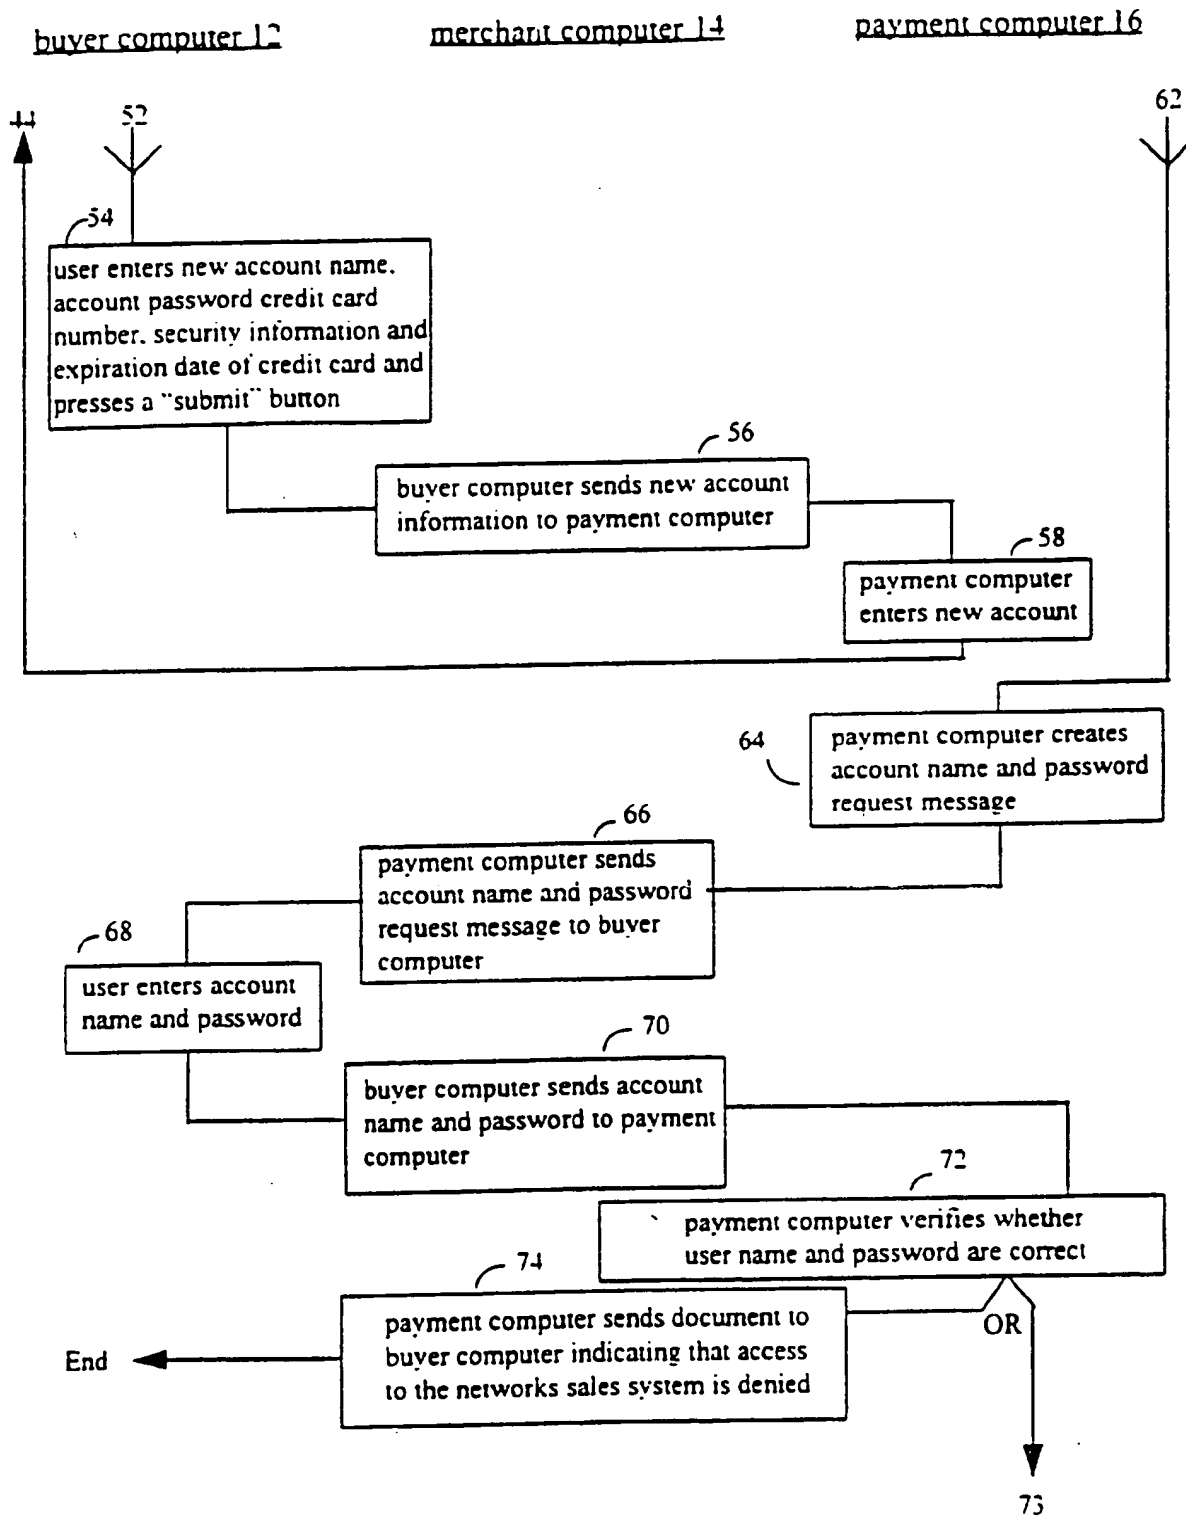 buyer computer 12
merchant computer 14
payment computer 16
44
52
62
54
user enters new account name,
account password credit card
number, security information and
expiration date of credit card and
presses a "submit" button
56
buyer computer sends new account
information to payment computer
58
payment computer
enters new account
64
payment computer creates
account name and password
request message
66
payment computer sends
account name and password
request message to buyer
computer
68
user enters account
name and password
70
buyer computer sends account
name and password to payment
computer
72
payment computer verifies whether
user name and password are correct
74
payment computer sends document to
buyer computer indicating that access
to the networks sales system is denied
OR
End
73